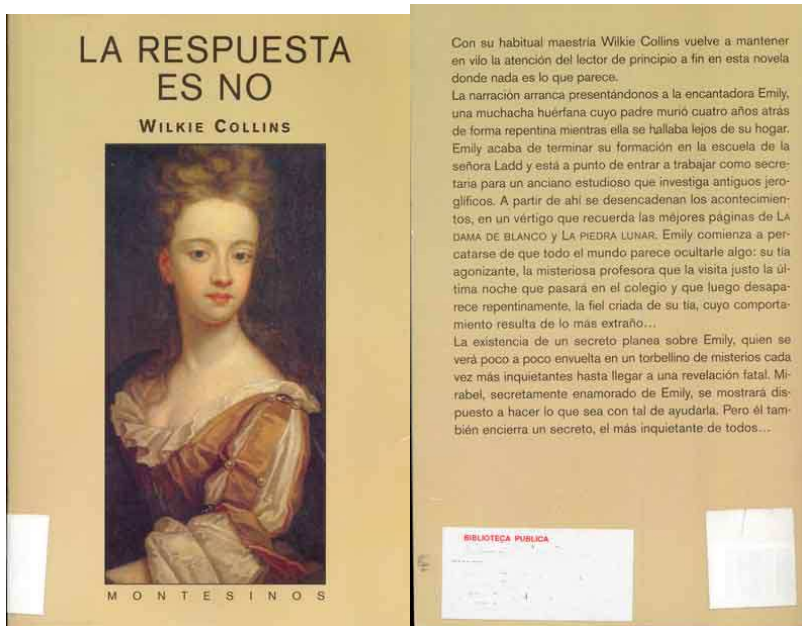 LA RESPUESTA
ES NO
WILKIE COLLINS
MONTESINOS
Con su habitual maestría Wilkie Collins vuelve a mantener
en vilo la atención del lector de principio a fin en esta novela
donde nada es lo que parece.
La narración arranca presentándonos a la encantadora Emily,
una muchacha huérfana cuyo padre murió cuatro años atrás
de forma repentina mientras ella se hallaba lejos de su hogar.
Emily acaba de terminar su formación en la escuela de la
señora Ladd y está a punto de entrar a trabajar como secre-
taria para un anciano estudioso que investiga antiguos jero-
glíficos. A partir de ahí se desencadenan los acontecimien-
tos, en un vértigo que recuerda las mejores páginas de LA
DAMA DE BLANCO y LA PIEDRA LUNAR. Emily comienza a per-
catarse de que todo el mundo parece ocultarle algo: su tía
agonizante, la misteriosa profesora que la visita justo la úl-
tima noche que pasará en el colegio y que luego desapa-
rece repentinamente, la fiel criada de su tía, cuyo comporta-
miento resulta de lo más extraño...
La existencia de un secreto planea sobre Emily, quien se
verá poco a poco envuelta en un torbellino de misterios cada
vez más inquietantes hasta llegar a una revelación fatal. Mi-
rabel, secretamente enamorado de Emily, se mostrará dis-
puesto a hacer lo que sea con tal de ayudarla. Pero él tam-
bién encierra un secreto, el más inquietante de todos...
BIBLIOTECA PUBLICA